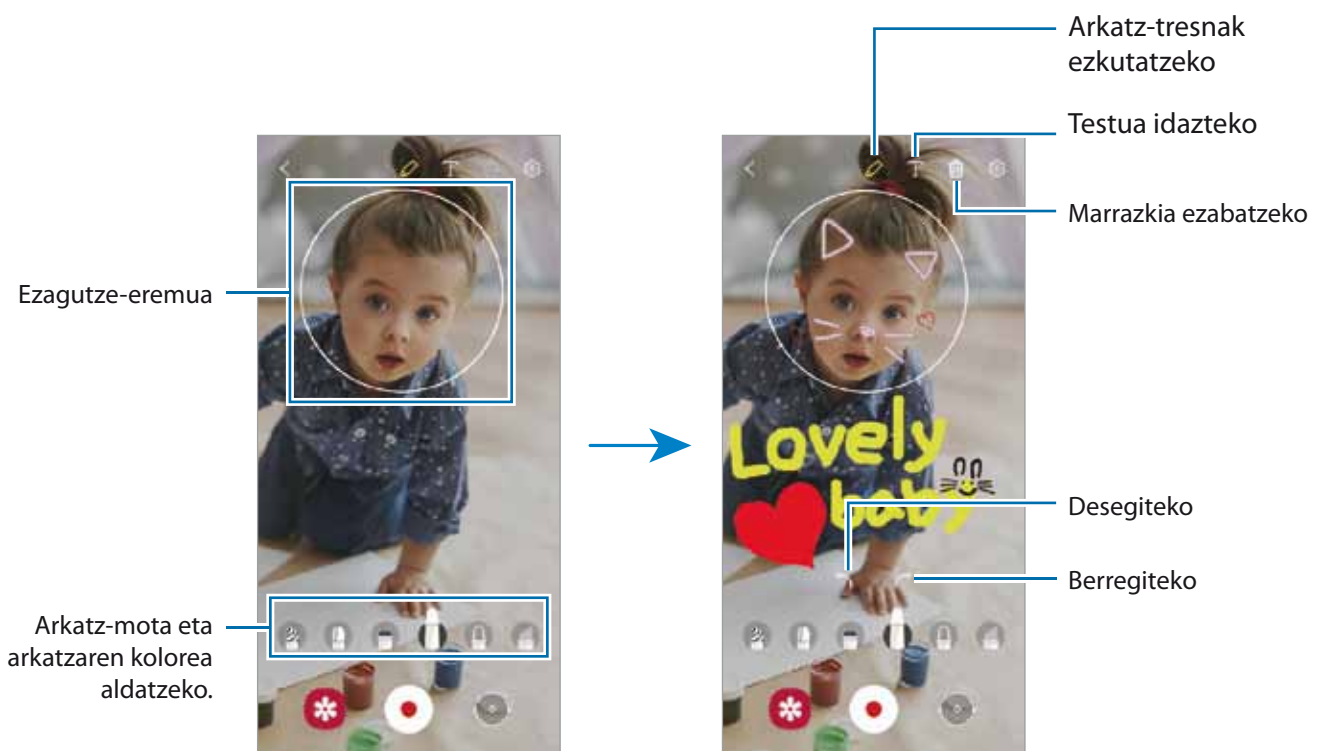 Arkatz-tresnak
ezkutatzeko
Testua idazteko
Marrazkia ezabatzeko
Ezagutze-eremua
Lovely
baby
Desegiteko
Berregiteko
Arkatz-mota eta
arkatzaren kolorea
aldatzeko.